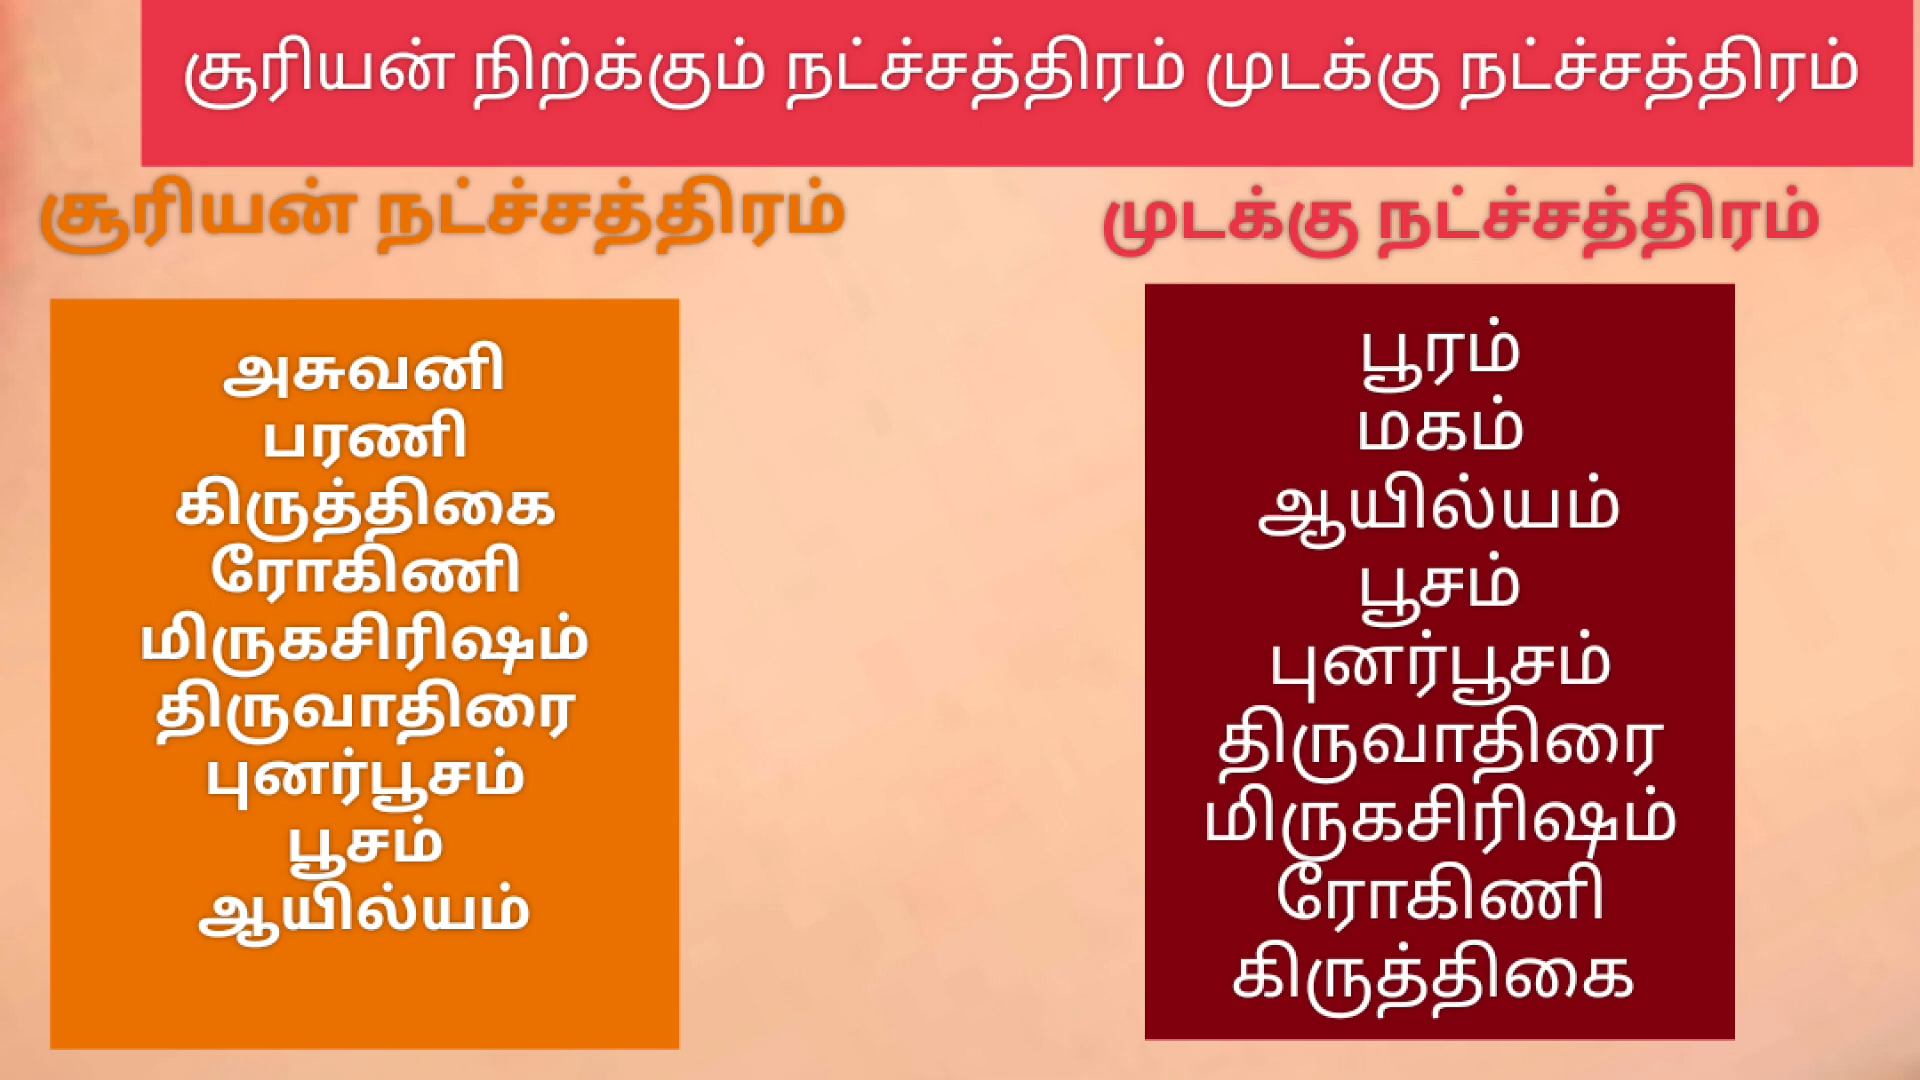 சூரியன் நிற்க்கும் நட்ச்சத்திரம் முடக்கு நட்ச்சத்திரம்
சூரியன் நட்ச்சத்திரம்
அசுவனி
பரணி
கிருத்திகை
ரோகிணி
மிருகசிரிஷம்
திருவாதிரை
புனர்பூசம்
பூசம்
ஆயில்யம்
முடக்கு நட்ச்சத்திரம்
பூரம்
மகம்
ஆயில்யம்
பூசம்
புனர்பூசம்
திருவாதிரை
மிருகசிரிஷம்
ரோகிணி
கிருத்திகை